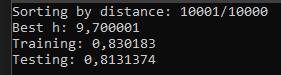 Sorting by distance: 10001/10000
Best h: 9,700001
Training: 0,830183
Testing: 0,8131374